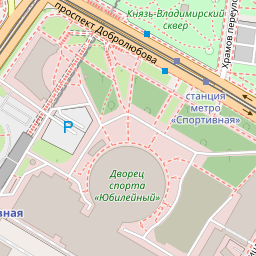 Проспект Добролюбова
Князь-Владимирский
сквер
Храмов переул
станция
метро
«Спортивная»
P
Дворец
спорта
«Юбилейный»
вная